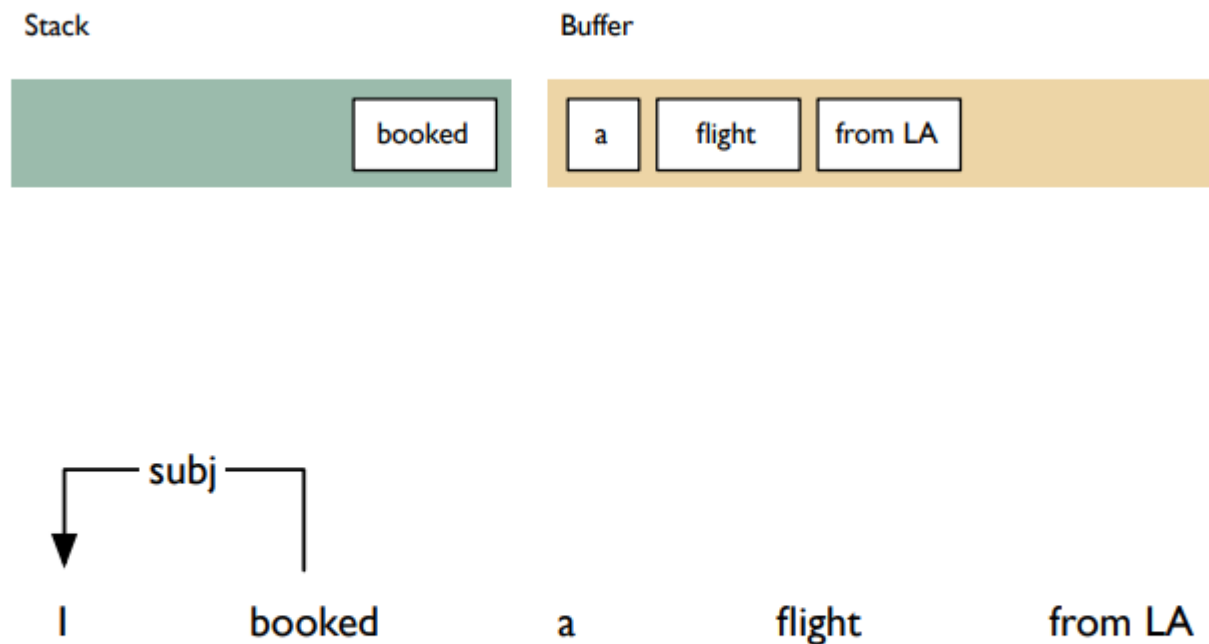 Stack Buffer
booked a flight from LA
subj
I booked a flight from LA